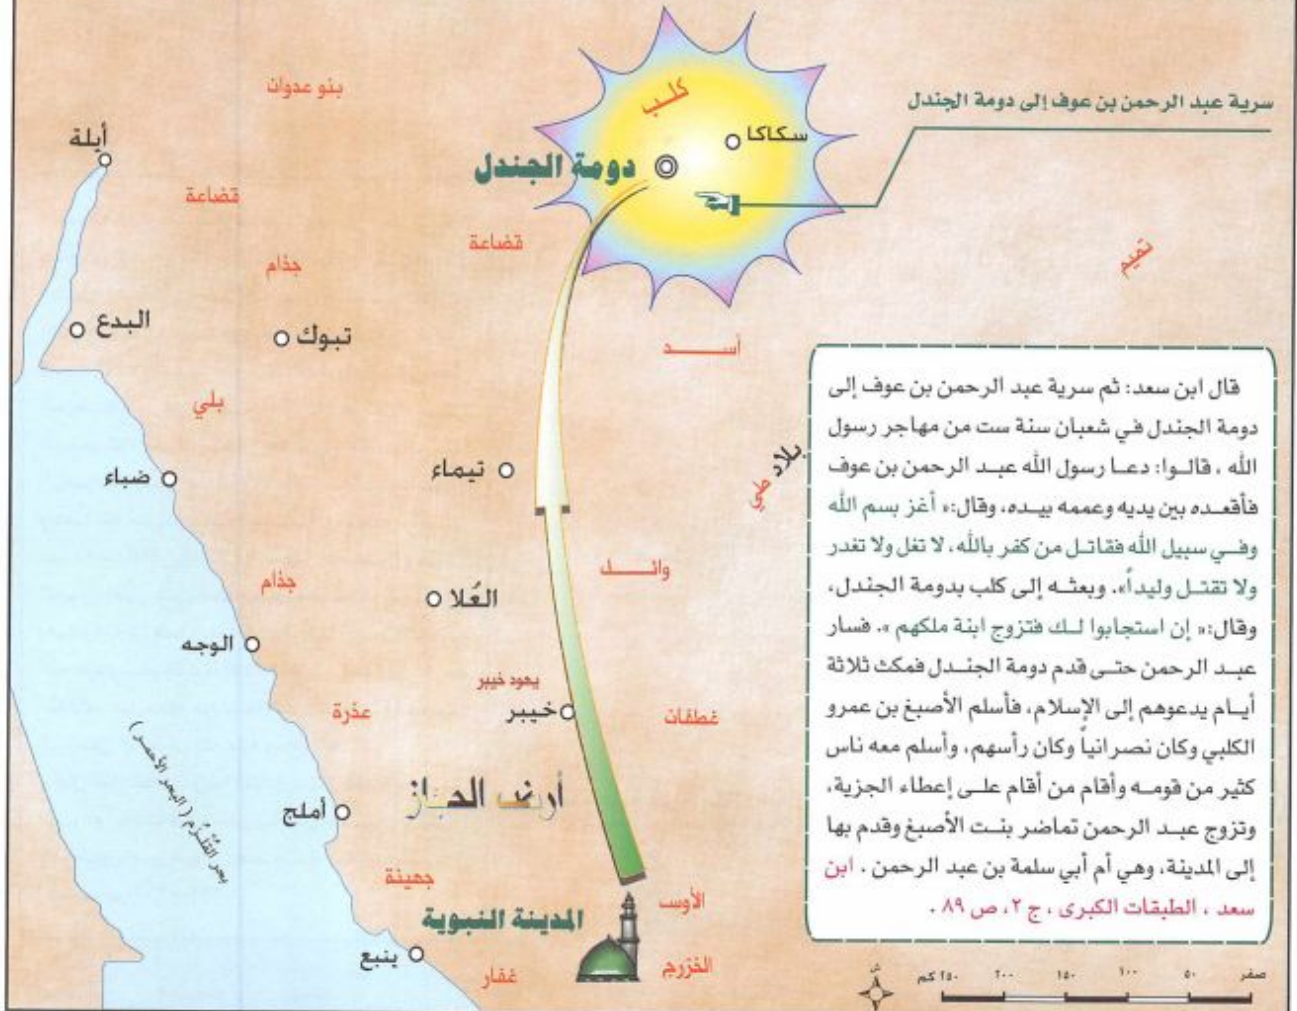 بنو عدوان
كلب
سرية عبد الرحمن بن عوف إلى دومة الجندل
أيلة
سكاكا
دومة الجندل
قضاعة
قضاعة
تميم
جذام
البدع
تبوك
أسد
بلي
بلاد طي
تيماء
ضباء
وائل
جذام
العُلا
الوجه
يهود خيبر
خيبر
غطفات
عذرة
بحر القُلْزُم ( البحر الأحمر )
أرض الحجاز
أملج
جهينة
الأوس
المدينة النبوية
ينبع
غفار
الخزرج
قال ابن سعد: ثم سرية عبد الرحمن بن عوف إلى
دومة الجندل في شعبان سنة ست من مهاجر رسول
الله ، قالوا: دعا رسول الله عبد الرحمن بن عوف
فأقعده بين يديه وعممه بيده، وقال:« أغز بسم الله
وفي سبيل الله فقاتل من كفر بالله، لا تغل ولا تغدر
ولا تقتل وليداً». وبعثه إلى كلب بدومة الجندل،
وقال:« إن استجابوا لك فتزوج ابنة ملكهم ». فسار
عبد الرحمن حتى قدم دومة الجندل فمكث ثلاثة
أيام يدعوهم إلى الإسلام، فأسلم الأصبغ بن عمرو
الكلبي وكان نصرانياً وكان رأسهم، وأسلم معه ناس
كثير من قومه وأقام من أقام على إعطاء الجزية،
وتزوج عبد الرحمن تماضر بنت الأصبغ وقدم بها
إلى المدينة، وهي أم أبي سلمة بن عبد الرحمن . ابن
سعد ، الطبقات الكبرى ، ج ٢، ص ٨٩ .
ش
صفر ٥٠ ١٠٠ ١٥٠ ٢٠٠ ٢٥٠ كم